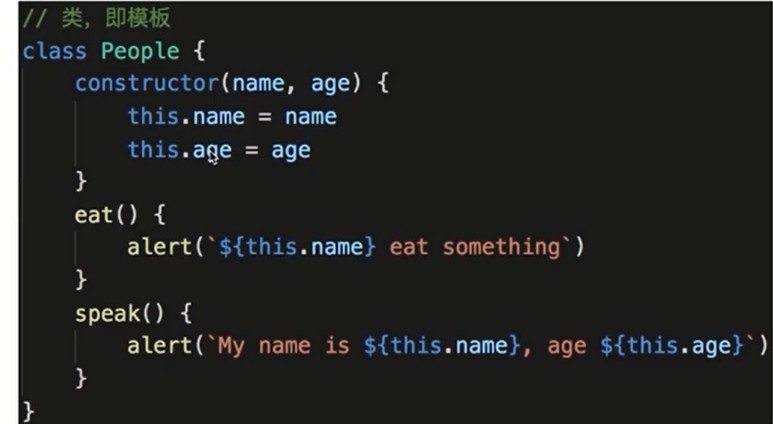 // 类，即模板
class People {
    constructor(name, age) {
        this.name = name
        this.age = age
    }
    eat() {
        alert(`${this.name} eat something`)
    }
    speak() {
        alert(`My name is ${this.name}, age ${this.age}`)
    }
}